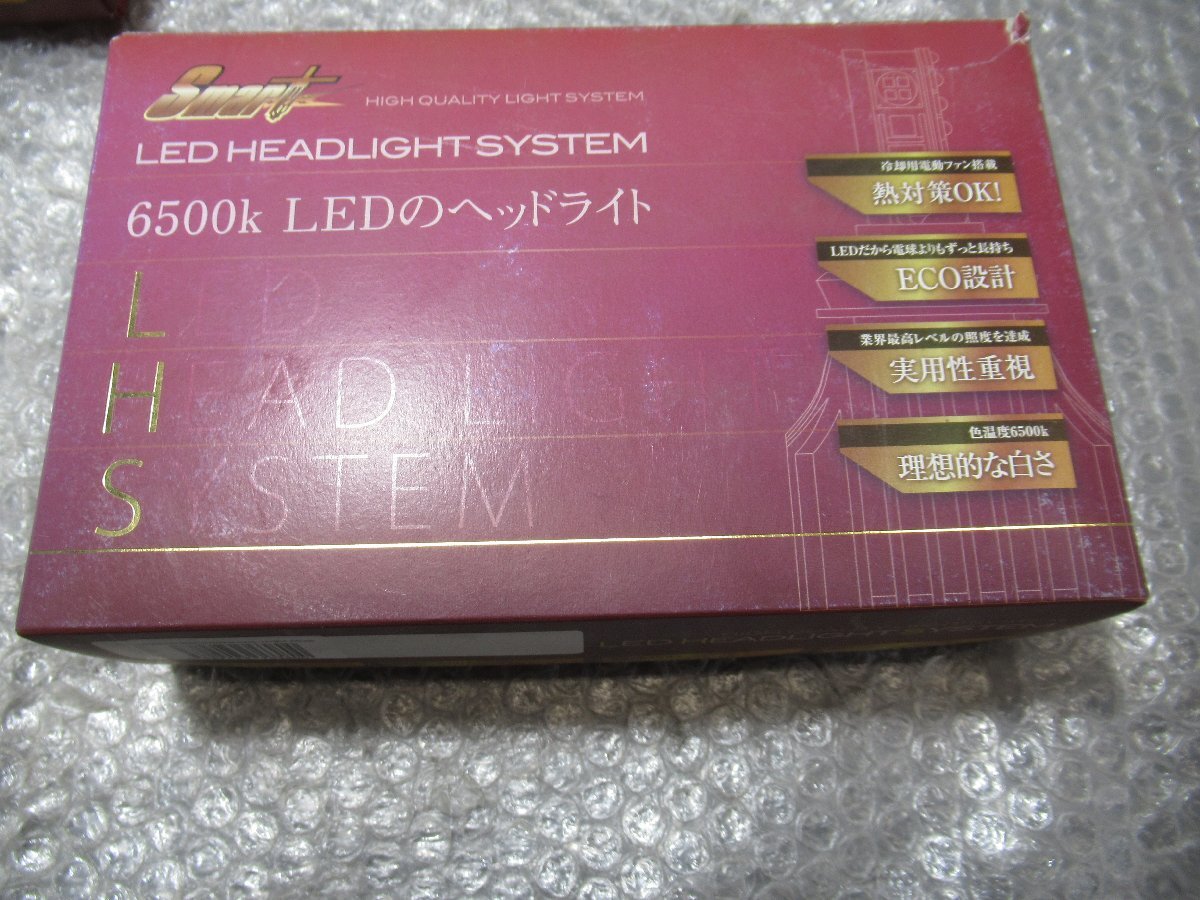 Smart
HIGH QUALITY LIGHT SYSTEM
LED HEADLIGHT SYSTEM
6500k LEDのヘッドライト
冷却用電動ファン搭載
熱対策OK!
LEDだから電球よりもずっと長持ち
ECO設計
業界最高レベルの照度を達成
実用性重視
色温度6500k
理想的な白さ
LED
HEADLIGHT
SYSTEM
LED HEADLIGHT SYSTEM